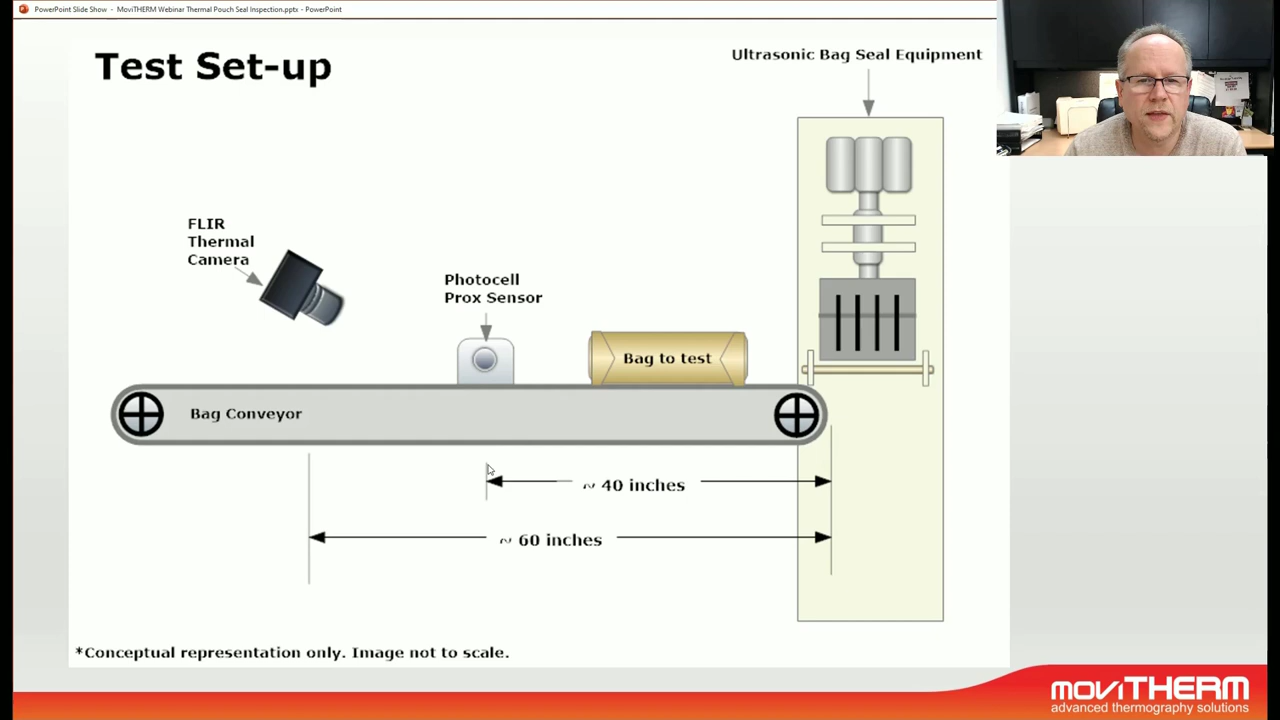 PowerPoint Slide Show - MoviTHERM Webinar Thermal Pouch Seal Inspection.pptx - PowerPoint
Test Set-up
Ultrasonic Bag Seal Equipment
FLIR
Thermal
Camera
Photocell
Prox Sensor
Bag to test
Bag Conveyor
~ 40 inches
~ 60 inches
*Conceptual representation only. Image not to scale.
moviTHERM
advanced thermography solutions